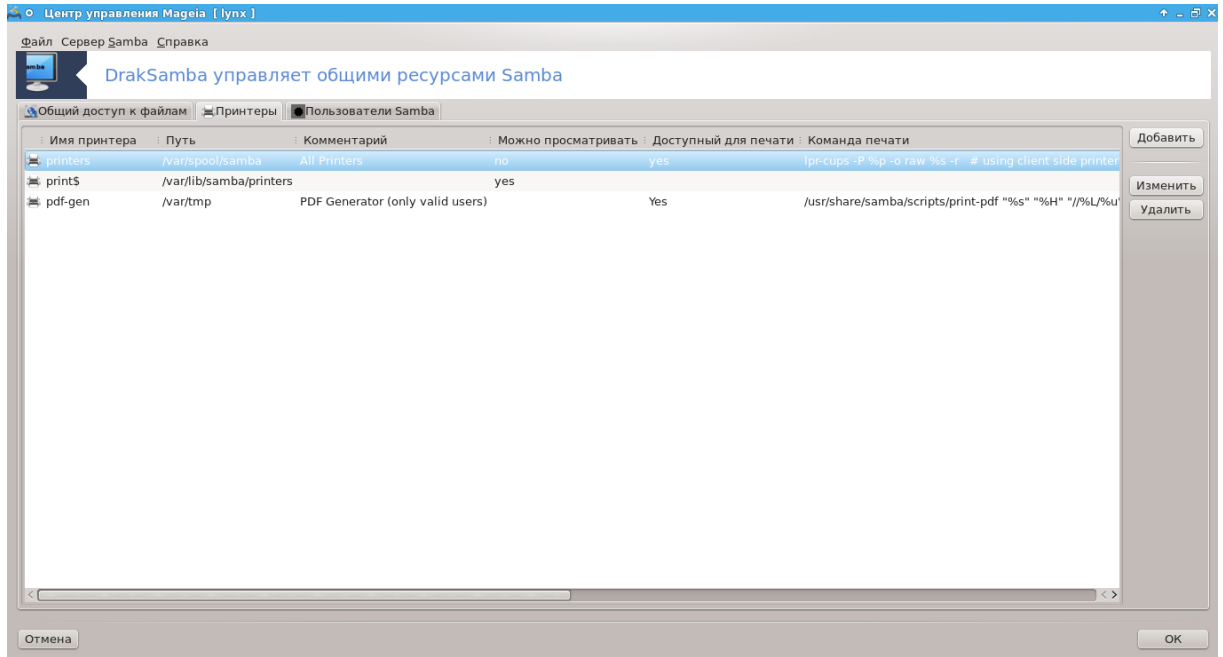 Центр управления Mageia [ lynx ]
Файл Сервер Samba Справка
samba
DrakSamba управляет общими ресурсами Samba
Общий доступ к файлам Принтеры Пользователи Samba
Имя принтера Путь Комментарий Можно просматривать Доступный для печати Команда печати
printers /var/spool/samba All Printers no yes lpr-cups -P %p -o raw %s -r # using client side printer
print$ /var/lib/samba/printers yes
pdf-gen /var/tmp PDF Generator (only valid users) Yes /usr/share/samba/scripts/print-pdf "%s" "%H" "//%L/%u"
Добавить
Изменить
Удалить
Отмена OK